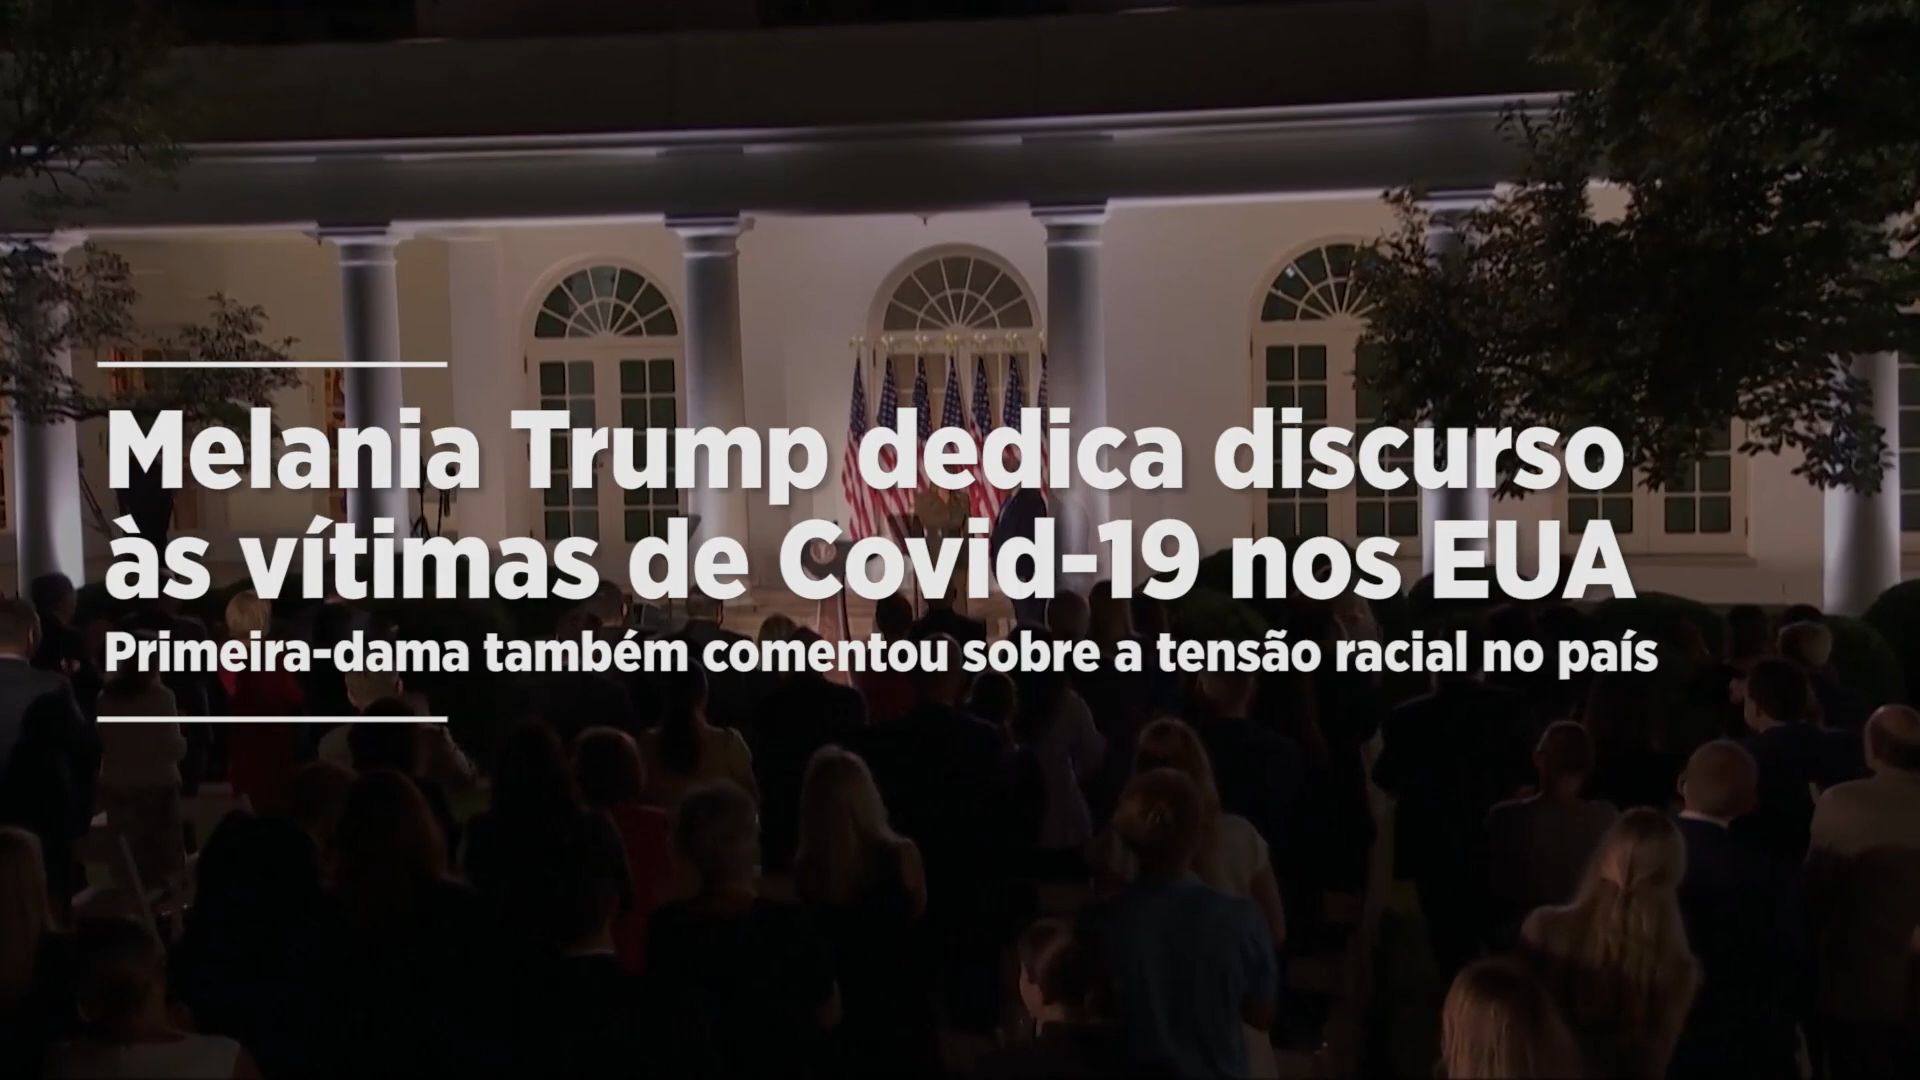 Melania Trump dedica discurso
às vítimas de Covid-19 nos EUA
Primeira-dama também comentou sobre a tensão racial no país